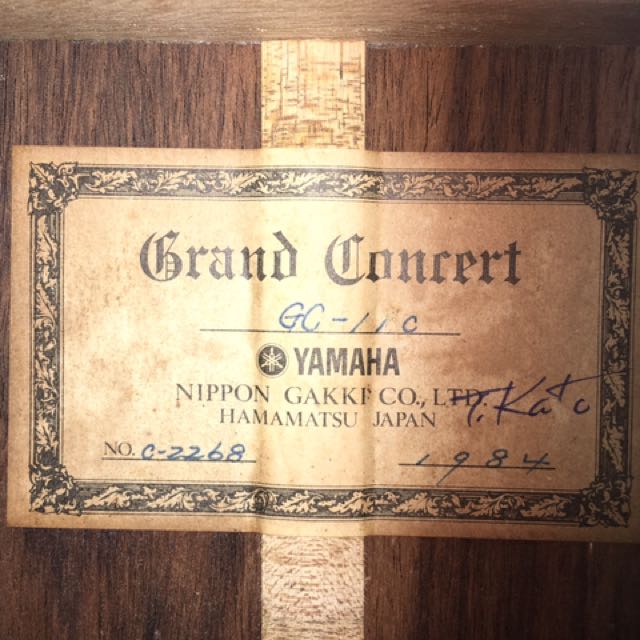 Grand Concert
GC-11C
YAMAHA
NIPPON GAKKI CO., LTD. T. Kato
HAMAMATSU JAPAN
NO. C-2268 1984